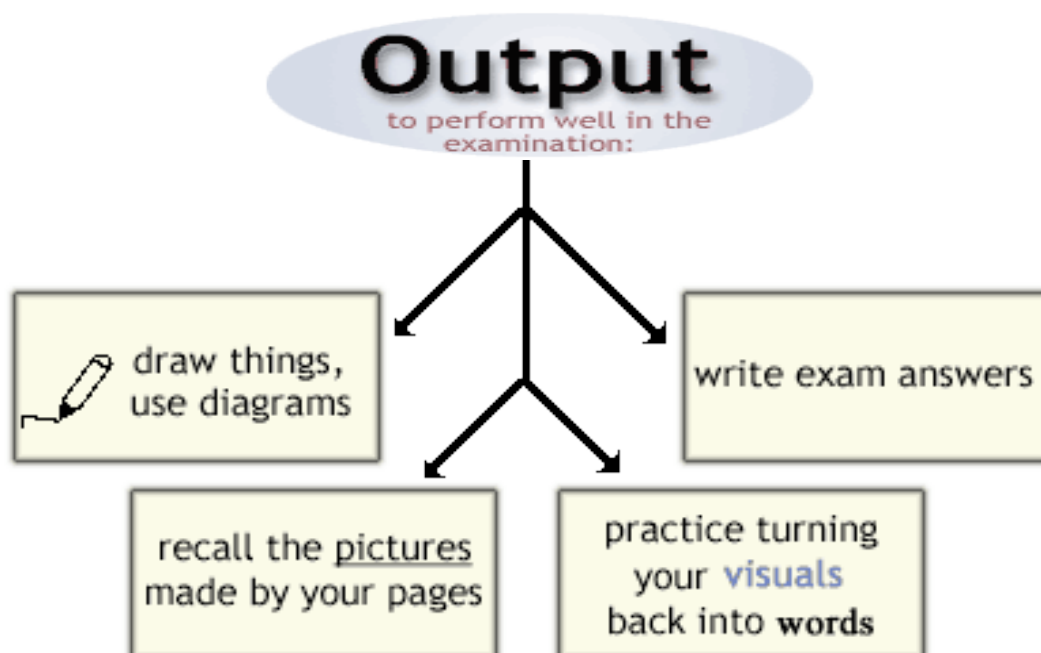 Output
to perform well in the
examination:
draw things,
use diagrams
write exam answers
recall the pictures
made by your pages
practice turning
your visuals
back into words